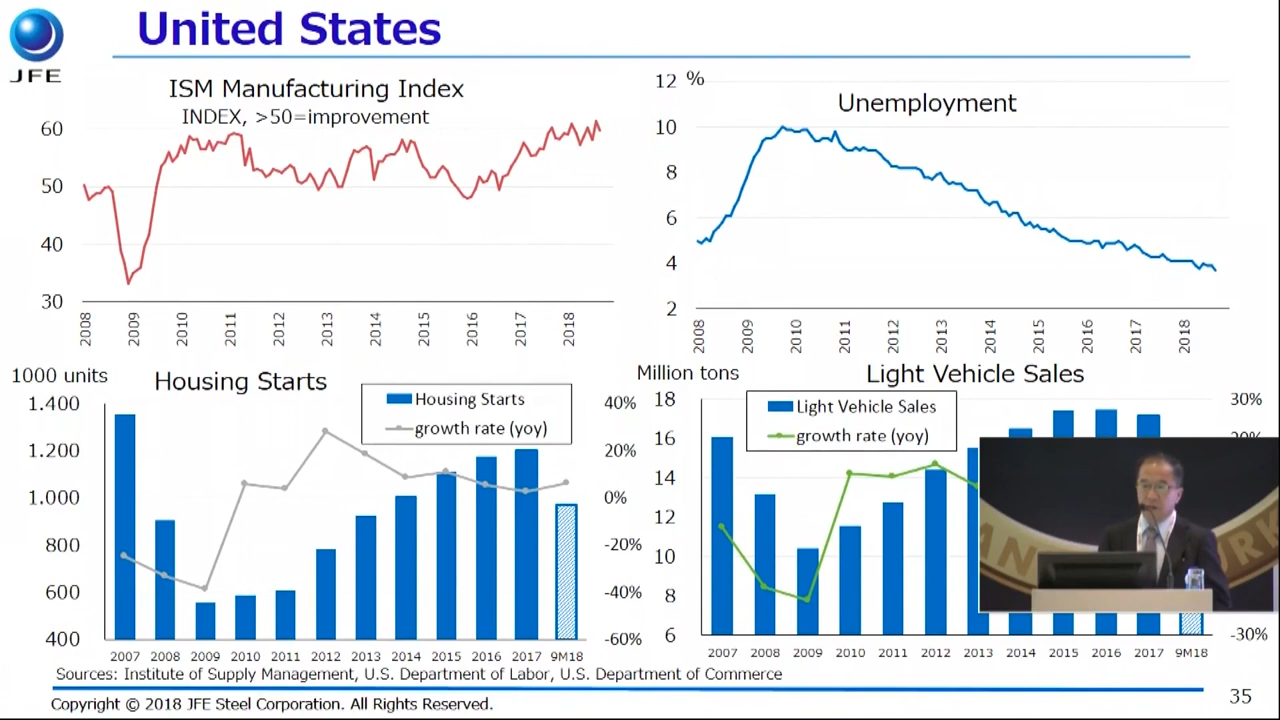 JFE
United States
ISM Manufacturing Index
INDEX, >50=improvement
60
50
40
30
2008 2009 2010 2011 2012 2013 2014 2015 2016 2017 2018
Unemployment
%
12
10
8
6
4
2
2008 2009 2010 2011 2012 2013 2014 2015 2016 2017 2018
Housing Starts
1000 units
Housing Starts
growth rate (yoy)
1.400
1.200
1.000
800
600
400
40%
20%
0%
-20%
-40%
-60%
2007 2008 2009 2010 2011 2012 2013 2014 2015 2016 2017 9M18
Light Vehicle Sales
Million tons
Light Vehicle Sales
growth rate (yoy)
18
16
14
12
10
8
6
30%
-30%
2007 2008 2009 2010 2011 2012 2013 2014 2015 2016 2017 9M18
Sources: Institute of Supply Management, U.S. Department of Labor, U.S. Department of Commerce
Copyright © 2018 JFE Steel Corporation. All Rights Reserved.
35